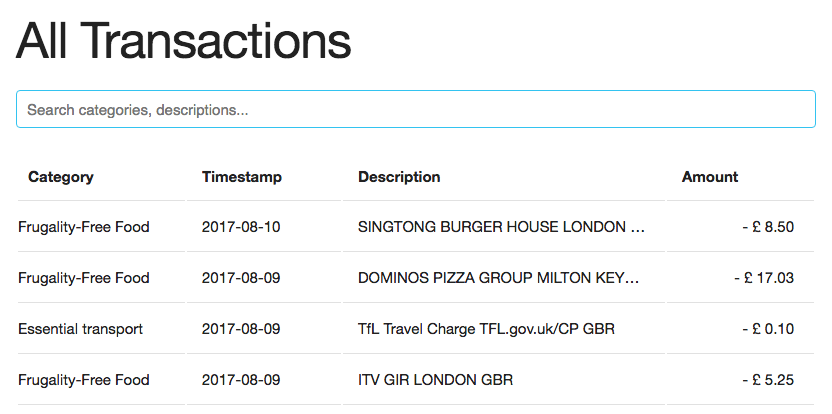 All Transactions
Search categories, descriptions...
Category Timestamp Description Amount
Frugality-Free Food 2017-08-10 SINGTONG BURGER HOUSE LONDON … - £ 8.50
Frugality-Free Food 2017-08-09 DOMINOS PIZZA GROUP MILTON KEY… - £ 17.03
Essential transport 2017-08-09 TfL Travel Charge TFL.gov.uk/CP GBR - £ 0.10
Frugality-Free Food 2017-08-09 ITV GIR LONDON GBR - £ 5.25